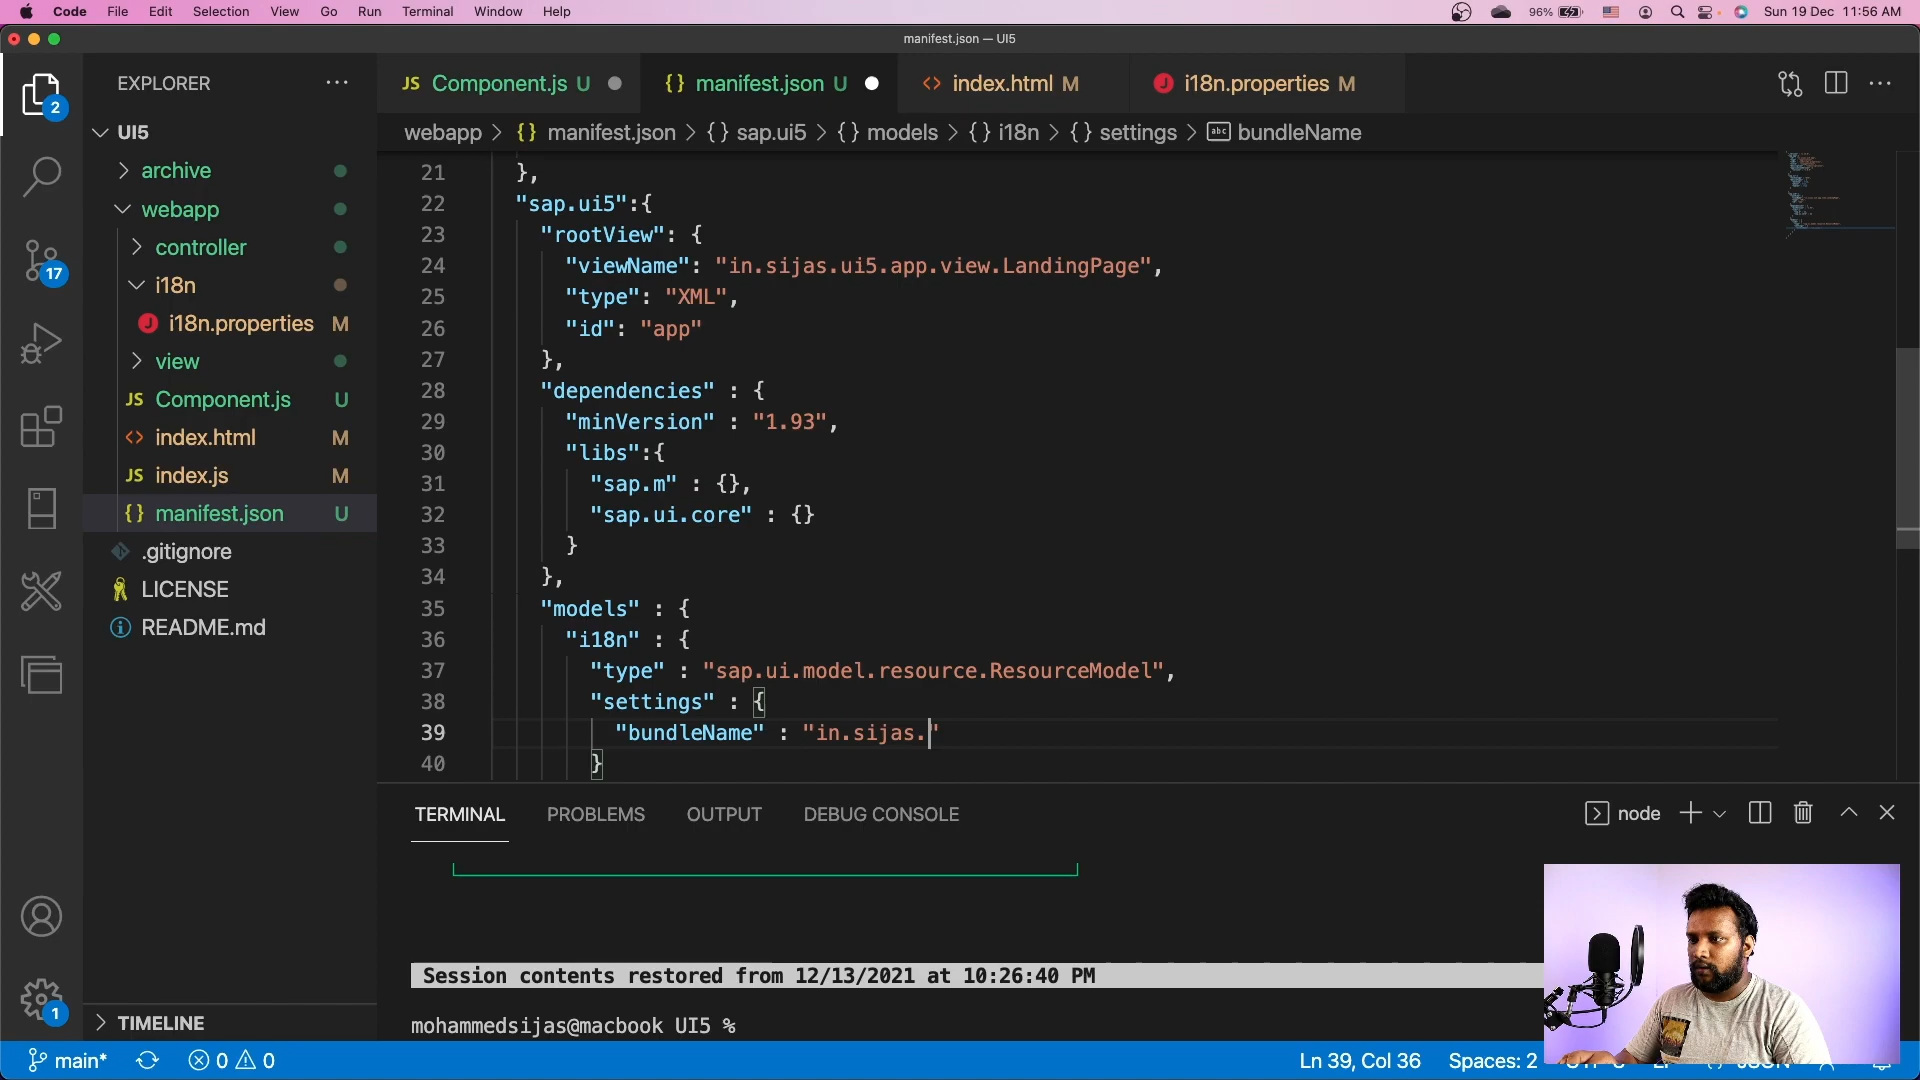 Code File Edit Selection View Go Run Terminal Window Help 96% Sun 19 Dec 11:56 AM
manifest.json — UI5
EXPLORER ···
JS Component.js U
{} manifest.json U
<> index.html M
J i18n.properties M
webapp > {} manifest.json > {} sap.ui5 > {} models > {} i18n > {} settings > abc bundleName
2
17
1
UI5
archive
webapp
controller
i18n
J i18n.properties M
view
JS Component.js U
<> index.html M
JS index.js M
{} manifest.json U
.gitignore
LICENSE
README.md
TIMELINE
21 },
22 "sap.ui5":{
23 "rootView": {
24 "viewName": "in.sijas.ui5.app.view.LandingPage",
25 "type": "XML",
26 "id": "app"
27 },
28 "dependencies" : {
29 "minVersion" : "1.93",
30 "libs":{
31 "sap.m" : {},
32 "sap.ui.core" : {}
33 }
34 },
35 "models" : {
36 "i18n" : {
37 "type" : "sap.ui.model.resource.ResourceModel",
38 "settings" : {
39 "bundleName" : "in.sijas."
40 }
TERMINAL PROBLEMS OUTPUT DEBUG CONSOLE node
Session contents restored from 12/13/2021 at 10:26:40 PM
mohammedsijas@macbook UI5 %
main* 0 0 Ln 39, Col 36 Spaces: 2